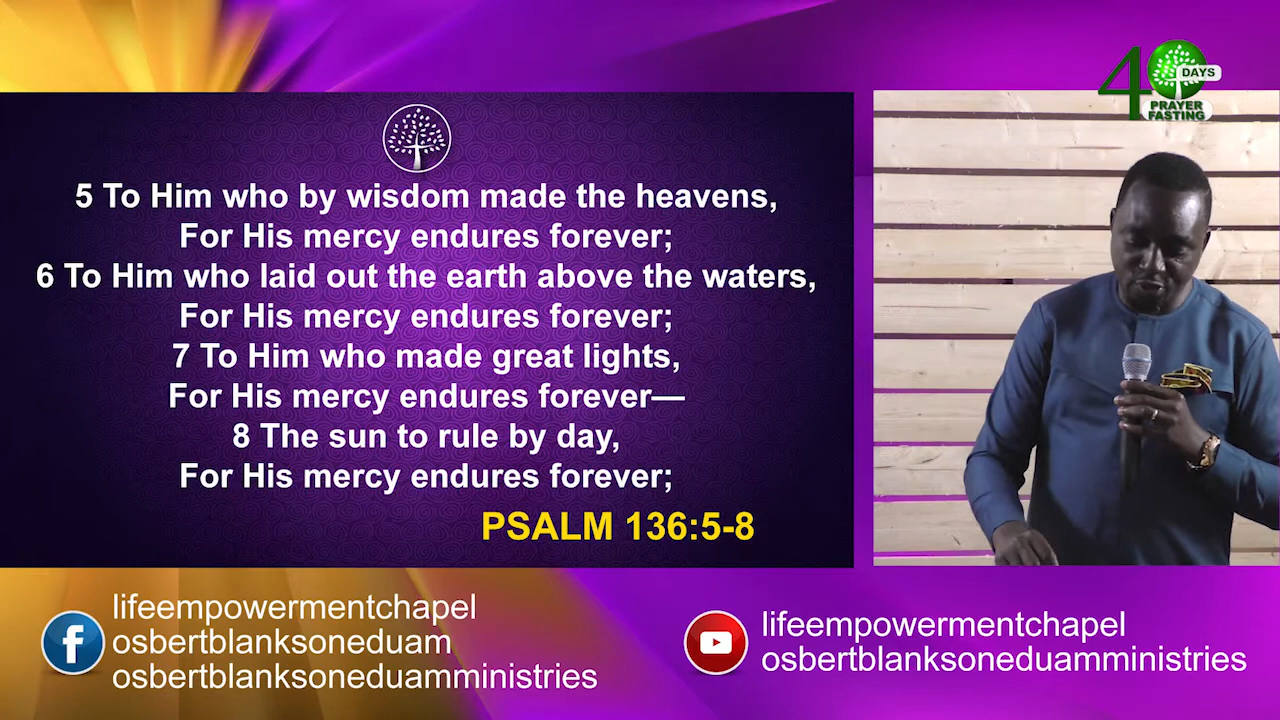 40
DAYS
PRAYER
FASTING
5 To Him who by wisdom made the heavens,
For His mercy endures forever;
6 To Him who laid out the earth above the waters,
For His mercy endures forever;
7 To Him who made great lights,
For His mercy endures forever—
8 The sun to rule by day,
For His mercy endures forever;
PSALM 136:5-8
f
lifeempowermentchapel
osbertblanksoneduam
osbertblanksoneduamministries
lifeempowermentchapel
osbertblanksoneduamministries